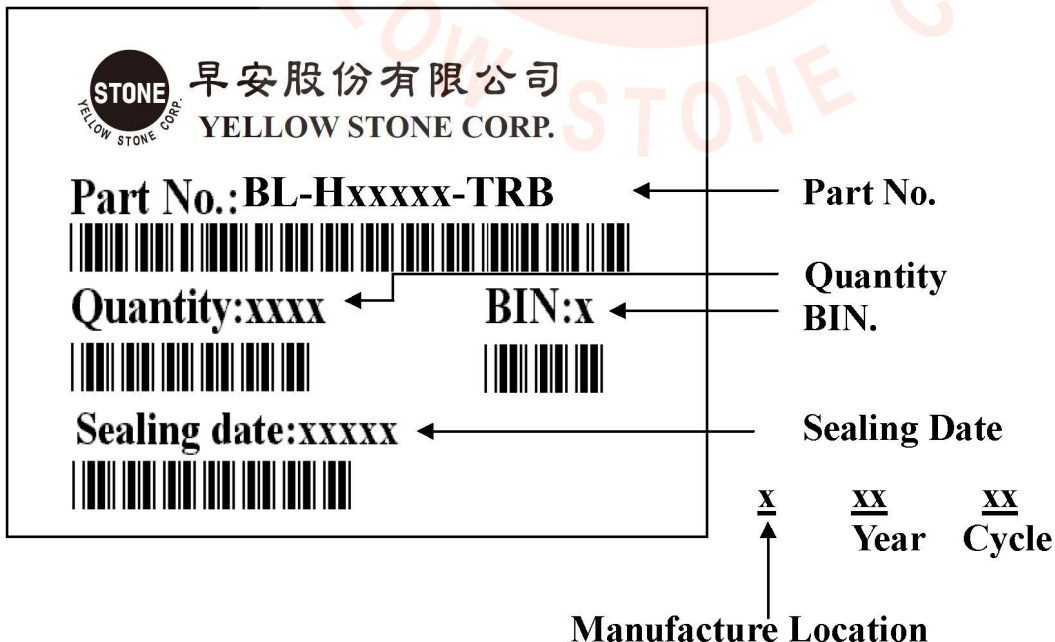 STONE
YELLOW STONE CORP.
早安股份有限公司
YELLOW STONE CORP.
YELLOW STONE C
Part No.:BL-Hxxxxx-TRB
Part No.
Quantity:xxxx
BIN:x
Quantity
BIN.
Sealing date:xxxxx
Sealing Date
x xx xx
Year Cycle
Manufacture Location